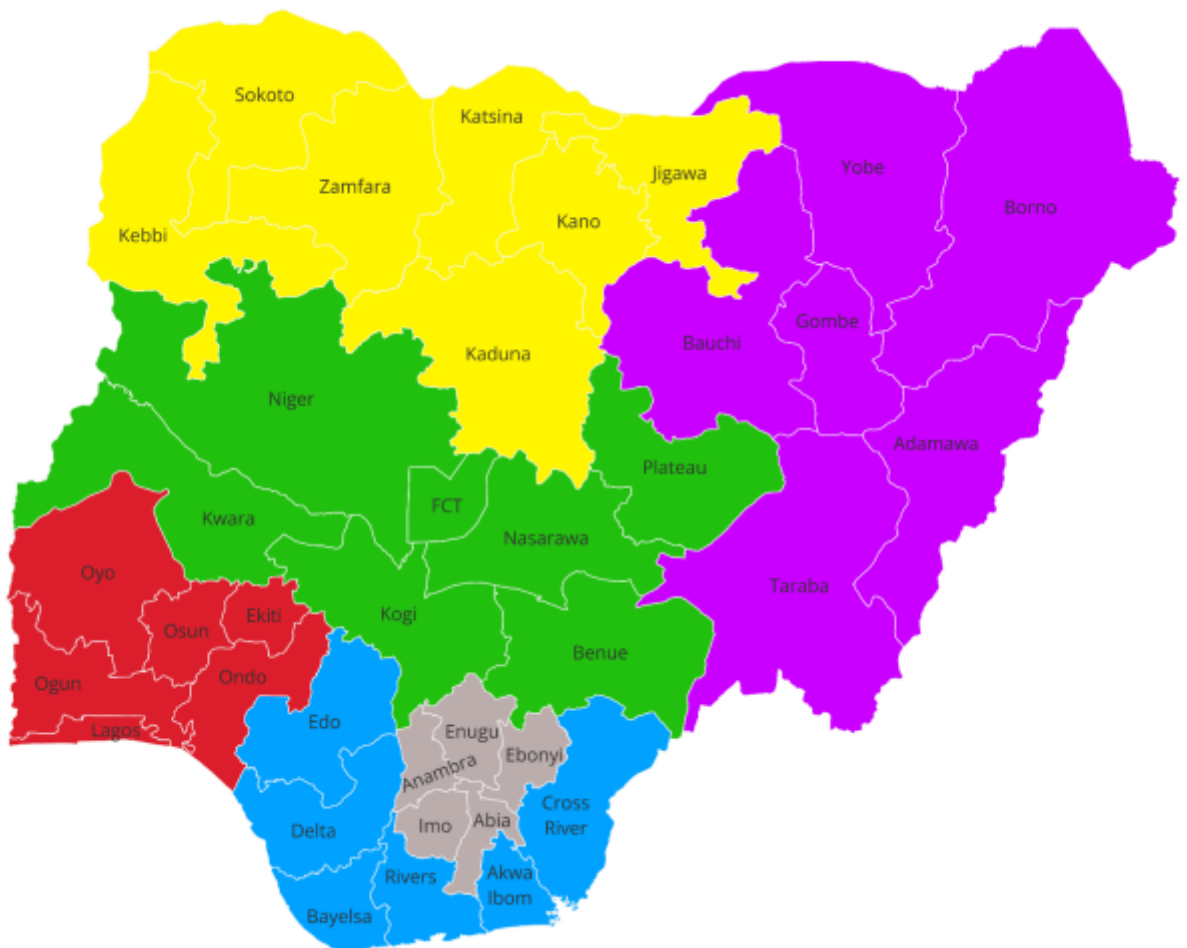 Sokoto
Katsina
Yobe
Zamfara
Jigawa
Borno
Kano
Kebbi
Gombe
Bauchi
Kaduna
Niger
Adamawa
Plateau
FCT
Kwara
Nasarawa
Oyo
Taraba
Kogi
Ekiti
Osun
Benue
Ondo
Ogun
Edo
Lagos
Enugu
Ebonyi
Anambra
Cross
River
Imo
Abia
Delta
Rivers
Akwa
Ibom
Bayelsa